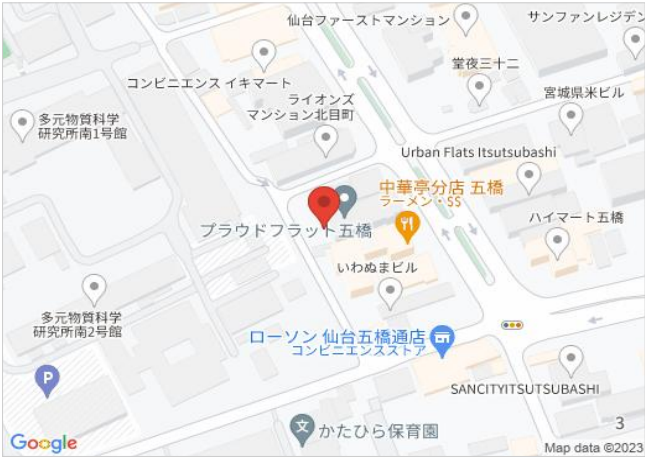 仙台ファーストマンション
サンファンレジデン
コンビニエンス イキマート
堂夜三十二
ライオンズ
マンション北目町
宮城県米ビル
多元物質科学
研究所南1号館
Urban Flats Itsutsubashi
中華亭分店 五橋
ラーメン・$$
プラウドフラット五橋
ハイマート五橋
いわぬまビル
多元物質科学
研究所南2号館
ローソン 仙台五橋通店
コンビニエンスストア
P
SANCITYITSUTSUBASHI
文
かたひら保育園
3
Google
Map data ©2023